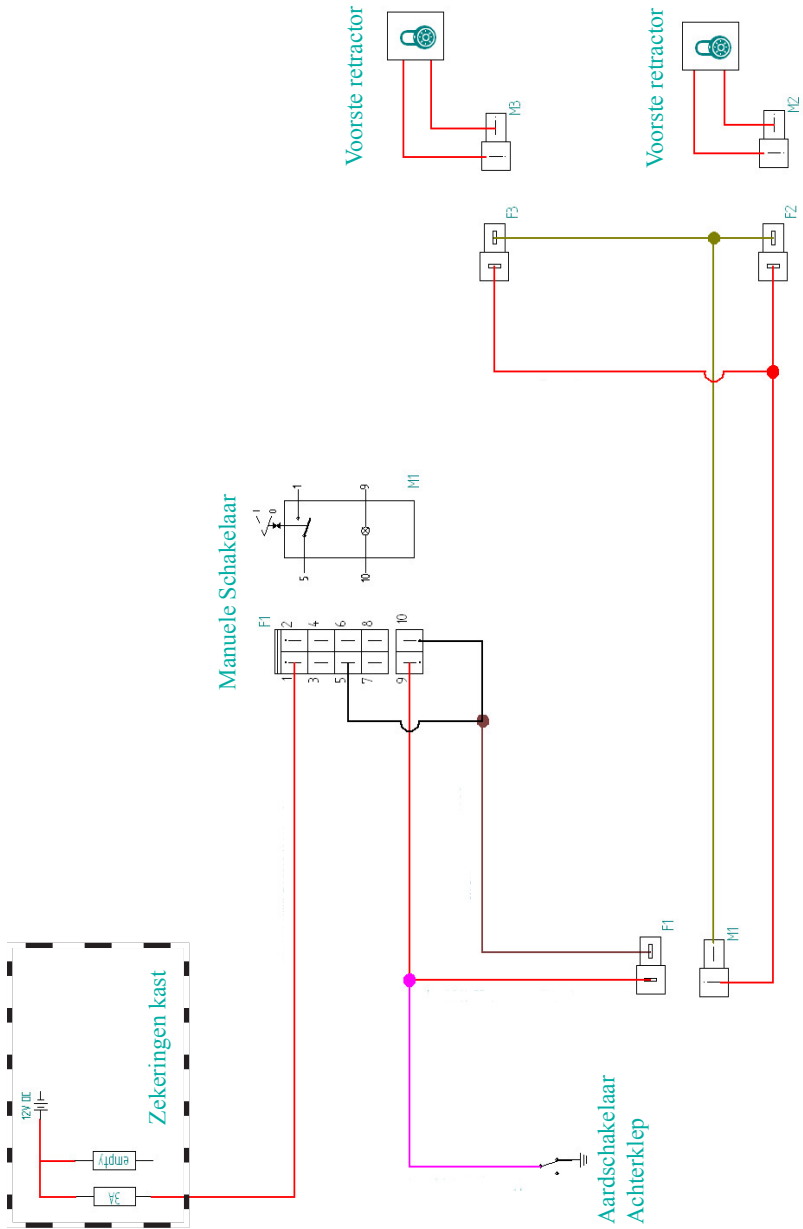 Voorste retractor
M3
Voorste retractor
M2
F3
F2
Manuele Schakelaar
1
0
1
9
5
10
M1
F1
2
4
6
8
10
1
3
5
7
9
Zekeringen kast
12V DC
empty
3A
F1
M1
Aardschakelaar
Achterklep